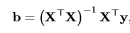 𝐛 = (𝐗⊤𝐗)⁻¹ 𝐗⊤𝐲,